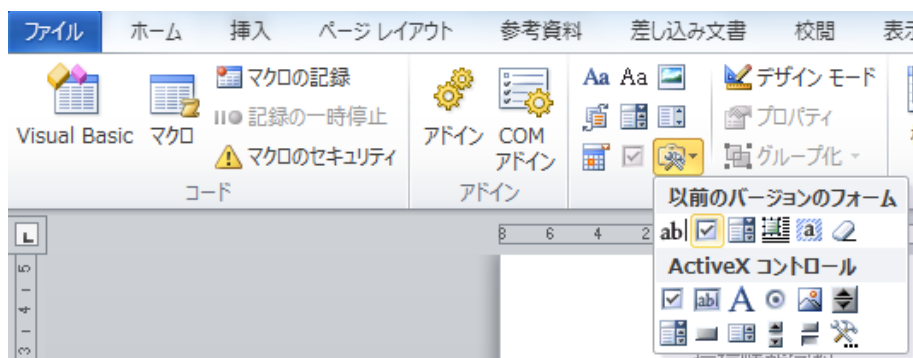 ファイル ホーム 挿入 ページ レイアウト 参考資料 差し込み文書 校閲 表示
Visual Basic
マクロ
マクロの記録
記録の一時停止
マクロのセキュリティ
コード
アドイン
COM
アドイン
アドイン
Aa Aa
デザイン モード
プロパティ
グループ化
以前のバージョンのフォーム
ab
a
ActiveX コントロール
ab
A
L
8 6 4 2